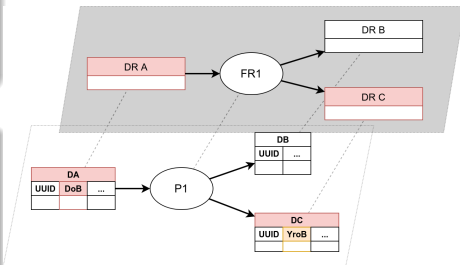 DR B
DR A
FR1
DR C
DB
UUID ...
DA
UUID DoB ...
P1
DC
UUID YroB ...